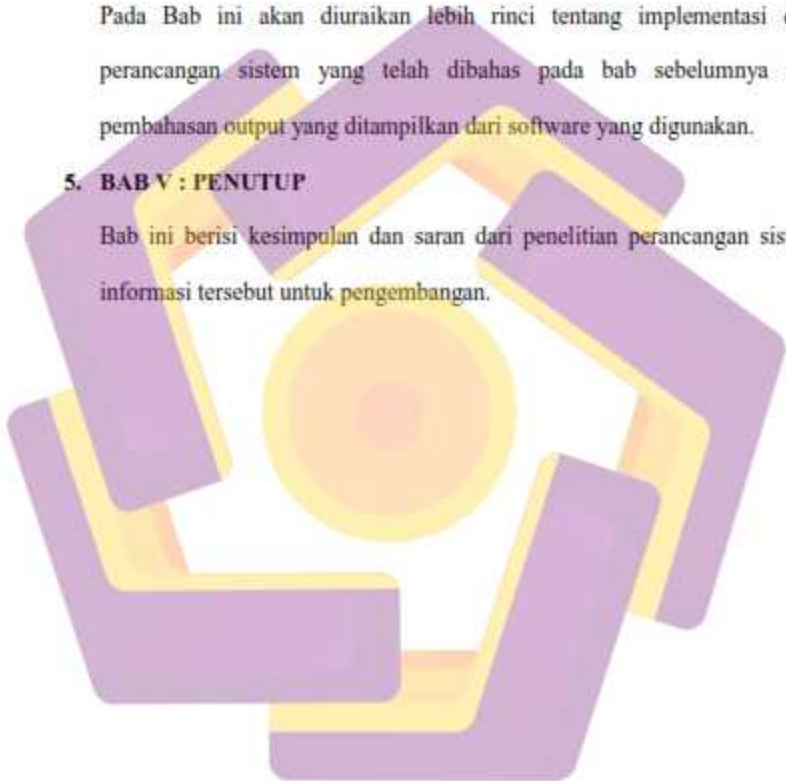 Pada Bab ini akan diuraikan lebih rinci tentang implementasi
perancangan sistem yang telah dibahas pada bab sebelumnya
pembahasan output yang ditampilkan dari software yang digunakan.
5. BAB V : PENUTUP
Bab ini berisi kesimpulan dan saran dari penelitian perancangan
informasi tersebut untuk pengembangan.